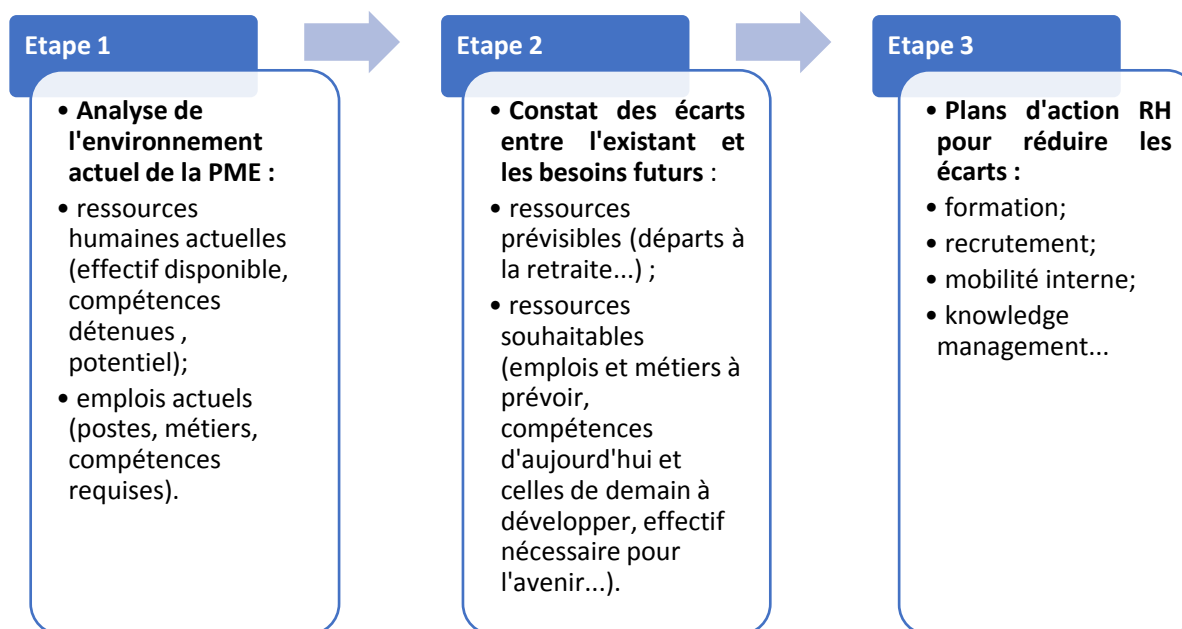 Etape 1
• Analyse de
l'environnement
actuel de la PME :
• ressources
humaines actuelles
(effectif disponible,
compétences
détenues ,
potentiel);
• emplois actuels
(postes, métiers,
compétences
requises).
Etape 2
• Constat des écarts
entre l'existant et
les besoins futurs :
• ressources
prévisibles (départs à
la retraite...) ;
• ressources
souhaitables
(emplois et métiers à
prévoir,
compétences
d'aujourd'hui et
celles de demain à
développer, effectif
nécessaire pour
l'avenir...).
Etape 3
• Plans d'action RH
pour réduire les
écarts :
• formation;
• recrutement;
• mobilité interne;
• knowledge
management...